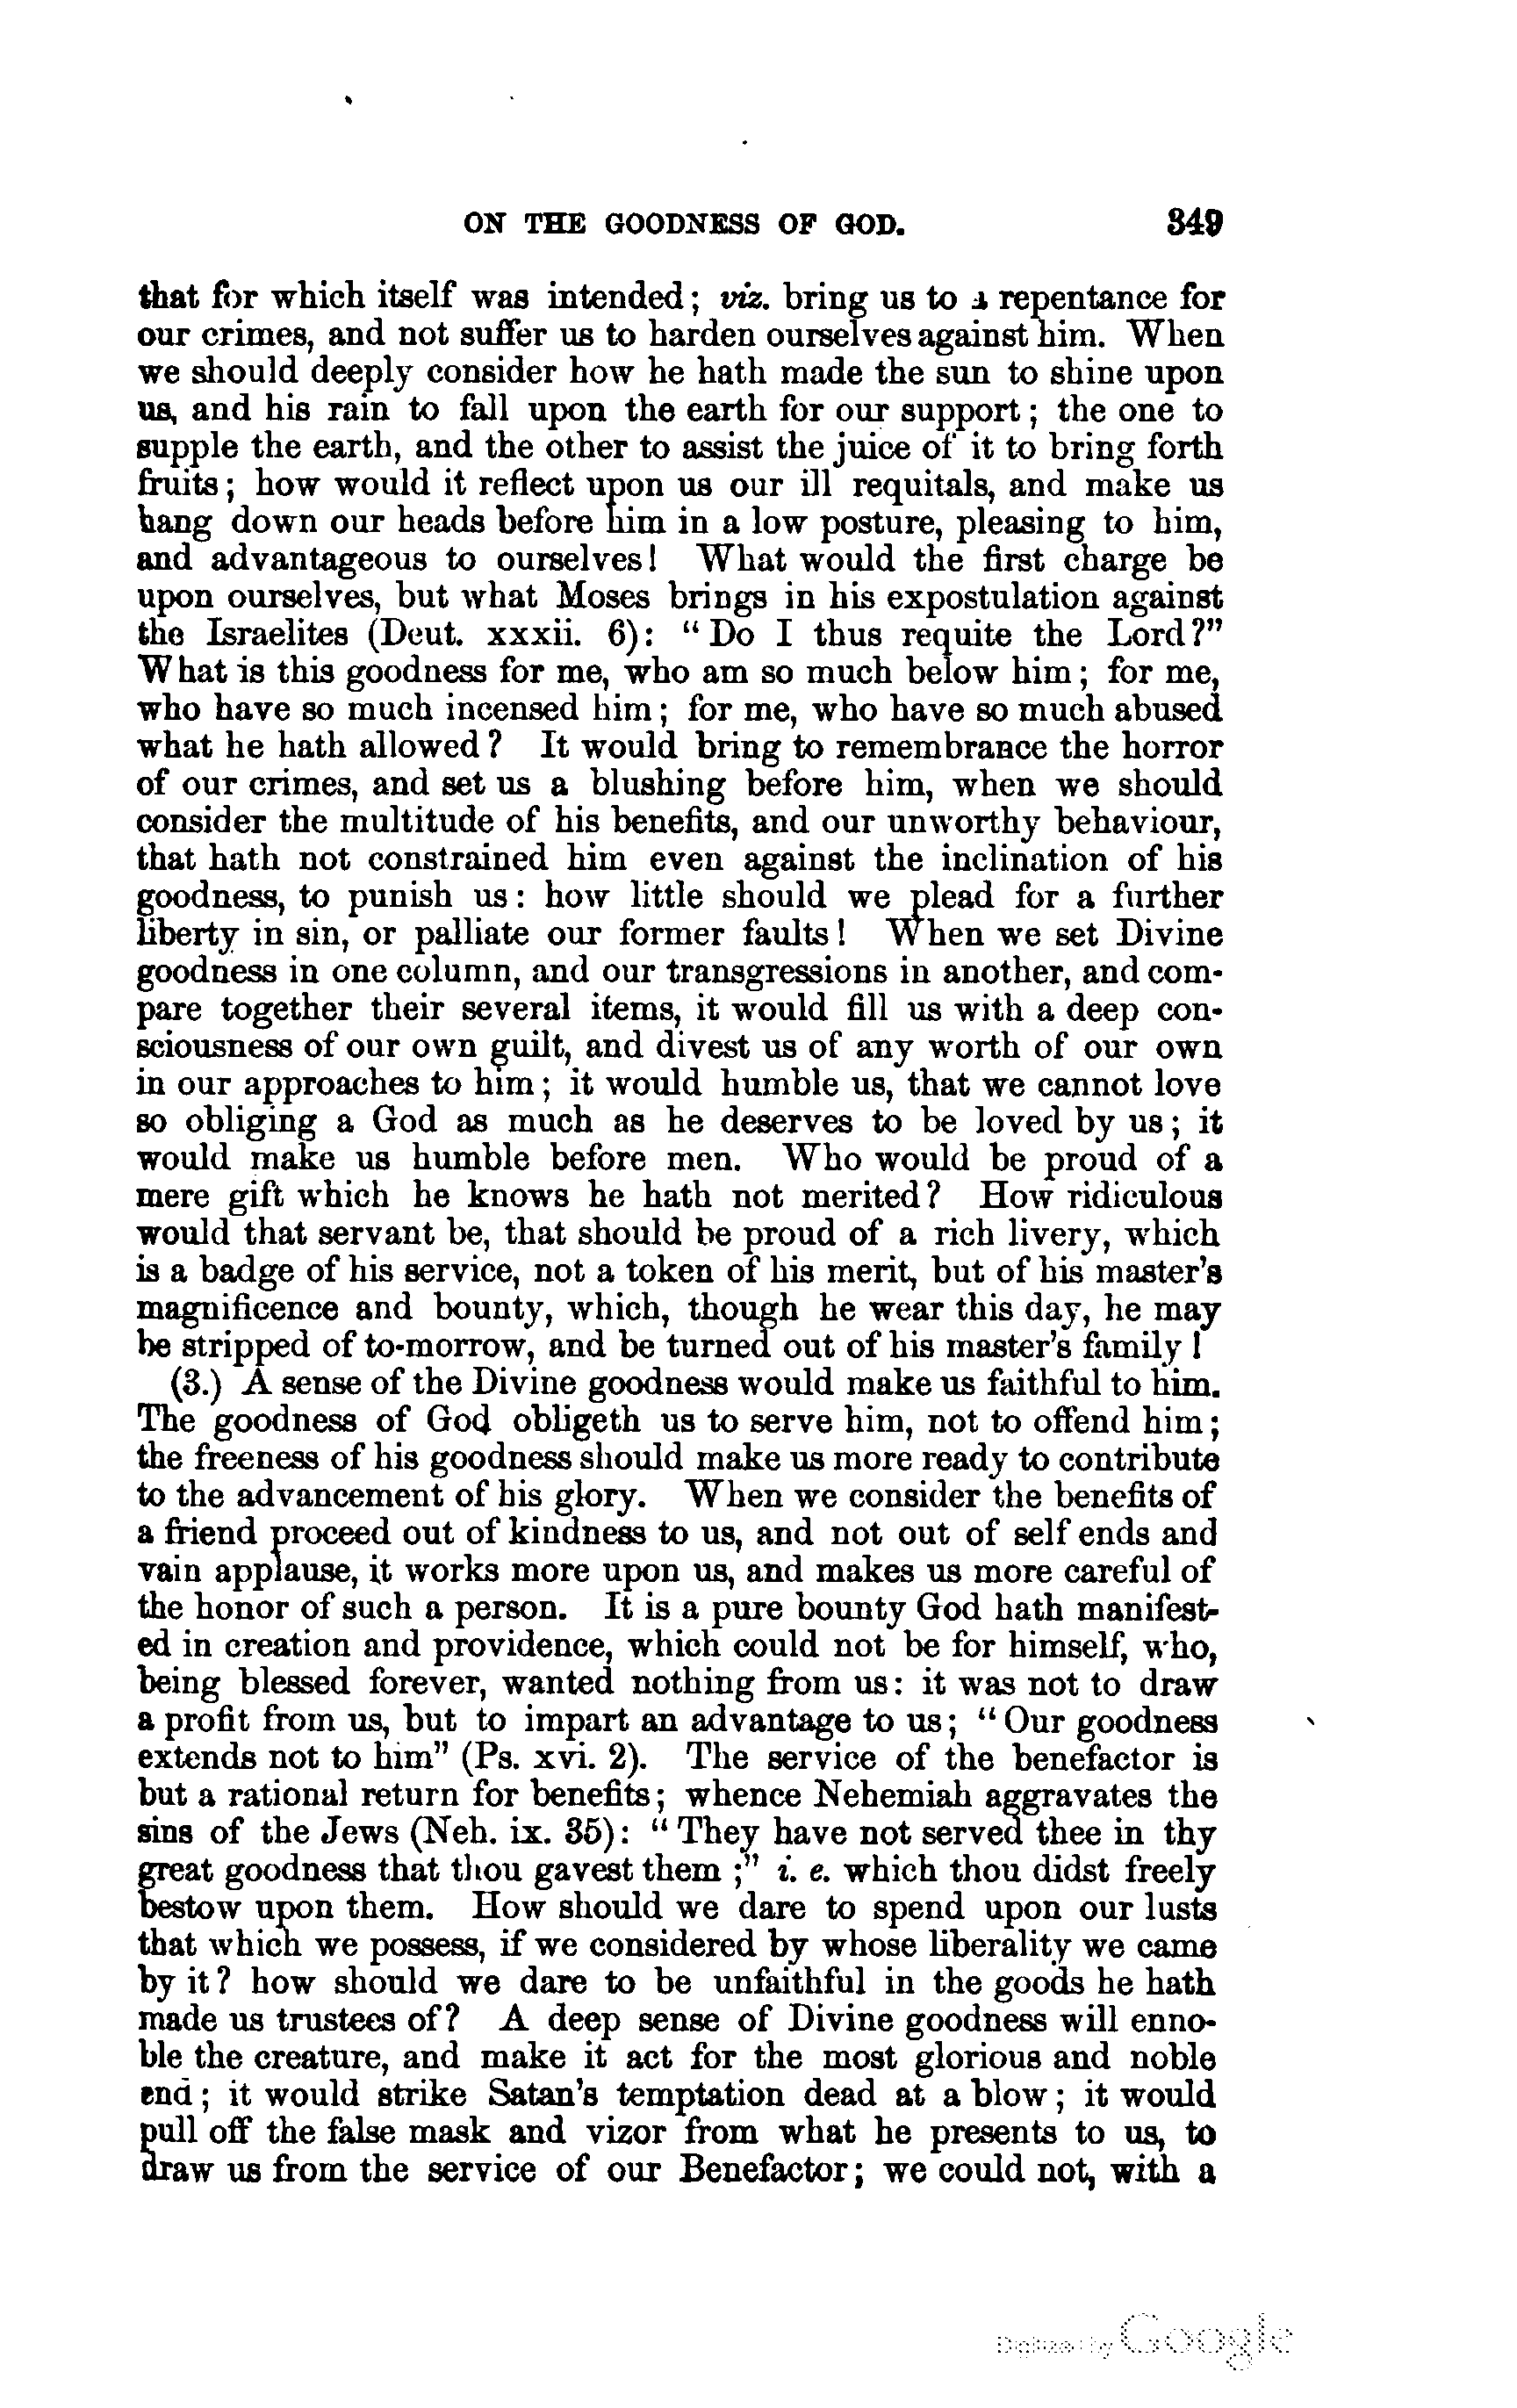 ON THE GOODNESS OF GOD. 349
that for which itself was intended; viz. bring us to a repentance for
our crimes, and not suffer us to harden ourselves against him. When
we should deeply consider how he hath made the sun to shine upon
us, and his rain to fall upon the earth for our support; the one to
supple the earth, and the other to assist the juice of it to bring forth
fruits; how would it reflect upon us our ill requitals, and make us
hang down our heads before him in a low posture, pleasing to him,
and advantageous to ourselves! What would the first charge be
upon ourselves, but what Moses brings in his expostulation against
the Israelites (Deut. xxxii. 6): "Do I thus requite the Lord?"
What is this goodness for me, who am so much below him; for me,
who have so much incensed him; for me, who have so much abused
what he hath allowed? It would bring to remembrance the horror
of our crimes, and set us a blushing before him, when we should
consider the multitude of his benefits, and our unworthy behaviour,
that hath not constrained him even against the inclination of his
goodness, to punish us: how little should we plead for a further
liberty in sin, or palliate our former faults! When we set Divine
goodness in one column, and our transgressions in another, and com-
pare together their several items, it would fill us with a deep con-
sciousness of our own guilt, and divest us of any worth of our own
in our approaches to him; it would humble us, that we cannot love
so obliging a God as much as he deserves to be loved by us; it
would make us humble before men. Who would be proud of a
mere gift which he knows he hath not merited? How ridiculous
would that servant be, that should be proud of a rich livery, which
is a badge of his service, not a token of his merit, but of his master's
magnificence and bounty, which, though he wear this day, he may
be stripped of to-morrow, and be turned out of his master's family!
(3.) A sense of the Divine goodness would make us faithful to him.
The goodness of God obligeth us to serve him, not to offend him;
the freeness of his goodness should make us more ready to contribute
to the advancement of his glory. When we consider the benefits of
a friend proceed out of kindness to us, and not out of self ends and
vain applause, it works more upon us, and makes us more careful of
the honor of such a person. It is a pure bounty God hath manifest-
ed in creation and providence, which could not be for himself, who,
being blessed forever, wanted nothing from us: it was not to draw
a profit from us, but to impart an advantage to us; "Our goodness
extends not to him" (Ps. xvi. 2). The service of the benefactor is
but a rational return for benefits; whence Nehemiah aggravates the
sins of the Jews (Neh. ix. 35): "They have not served thee in thy
great goodness that thou gavest them;" i. e. which thou didst freely
bestow upon them. How should we dare to spend upon our lusts
that which we possess, if we considered by whose liberality we came
by it? how should we dare to be unfaithful in the goods he hath
made us trustees of? A deep sense of Divine goodness will enno-
ble the creature, and make it act for the most glorious and noble
end; it would strike Satan's temptation dead at a blow; it would
pull off the false mask and vizor from what he presents to us, to
draw us from the service of our Benefactor; we could not, with a
Digitized by Google